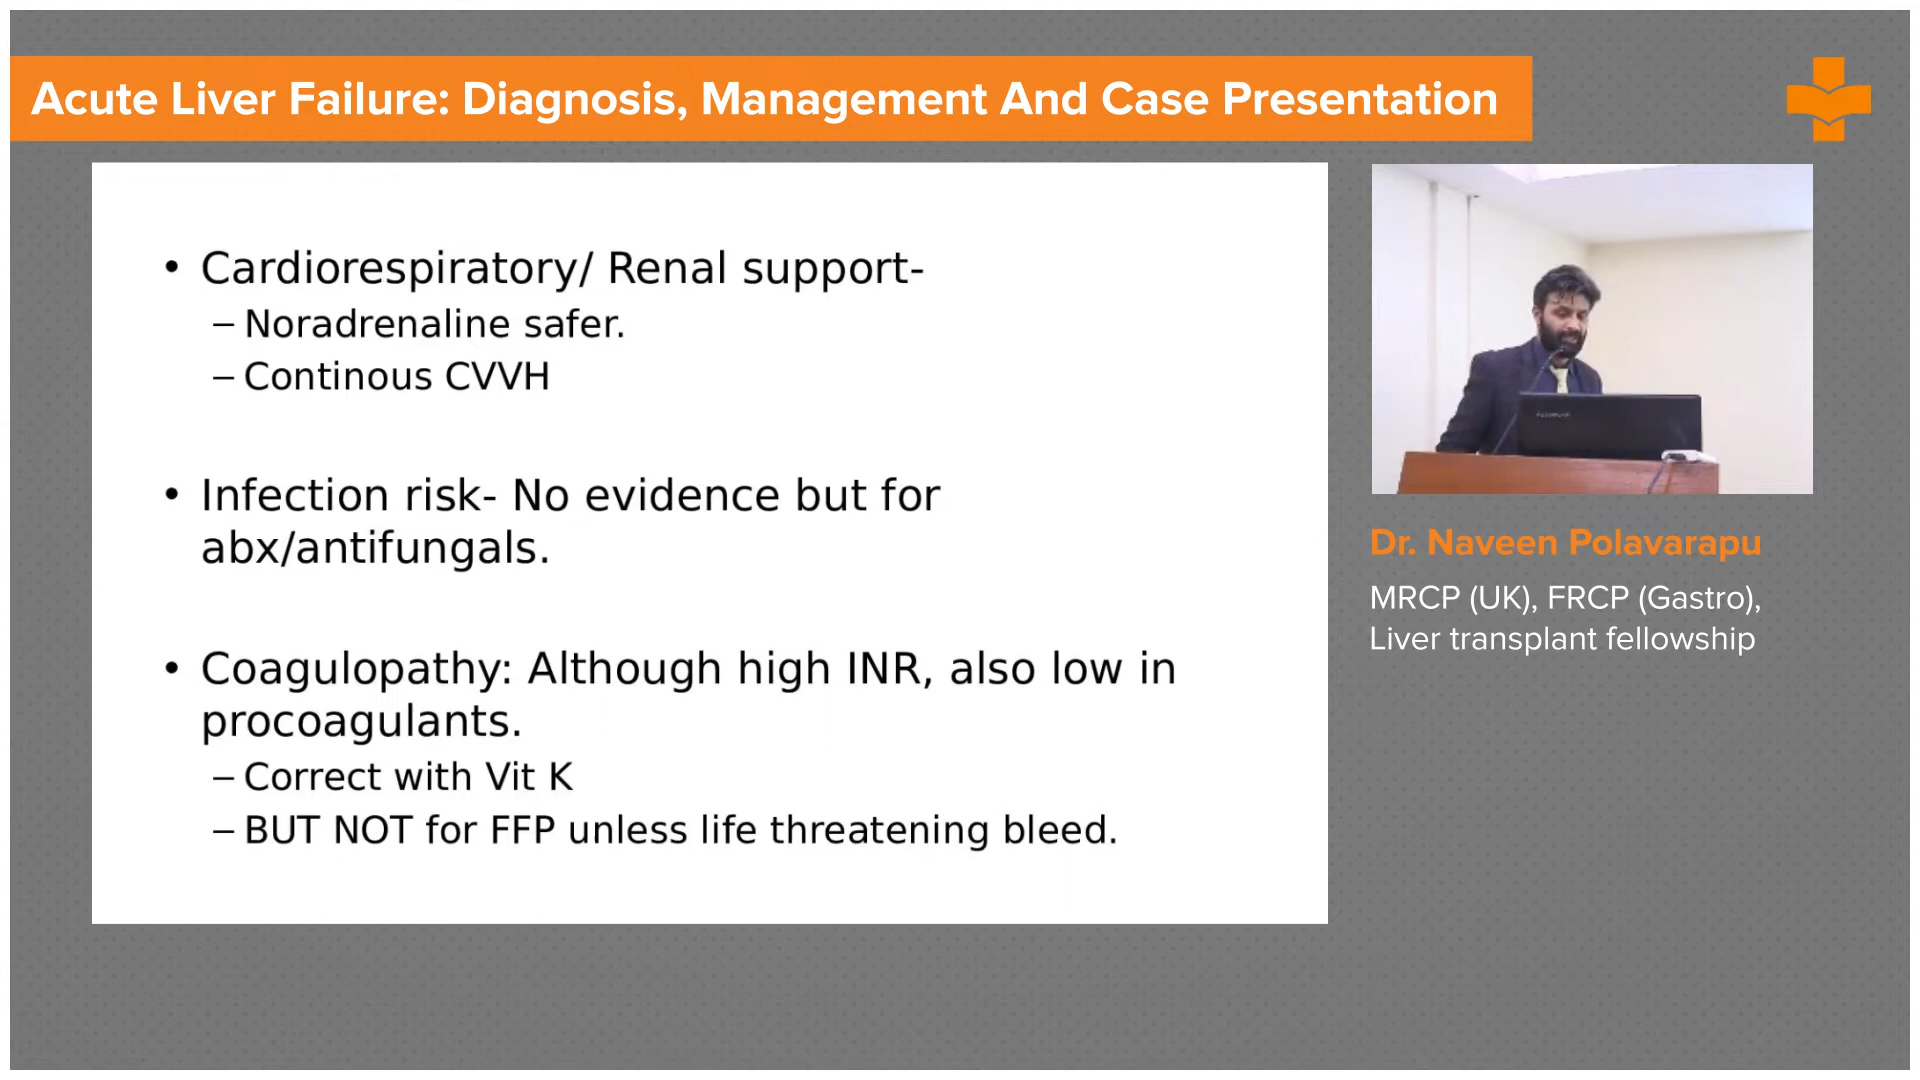 Acute Liver Failure: Diagnosis, Management And Case Presentation
• Cardiorespiratory/ Renal support-
– Noradrenaline safer.
– Continous CVVH
• Infection risk- No evidence but for
abx/antifungals.
• Coagulopathy: Although high INR, also low in
procoagulants.
– Correct with Vit K
– BUT NOT for FFP unless life threatening bleed.
Dr. Naveen Polavarapu
MRCP (UK), FRCP (Gastro),
Liver transplant fellowship